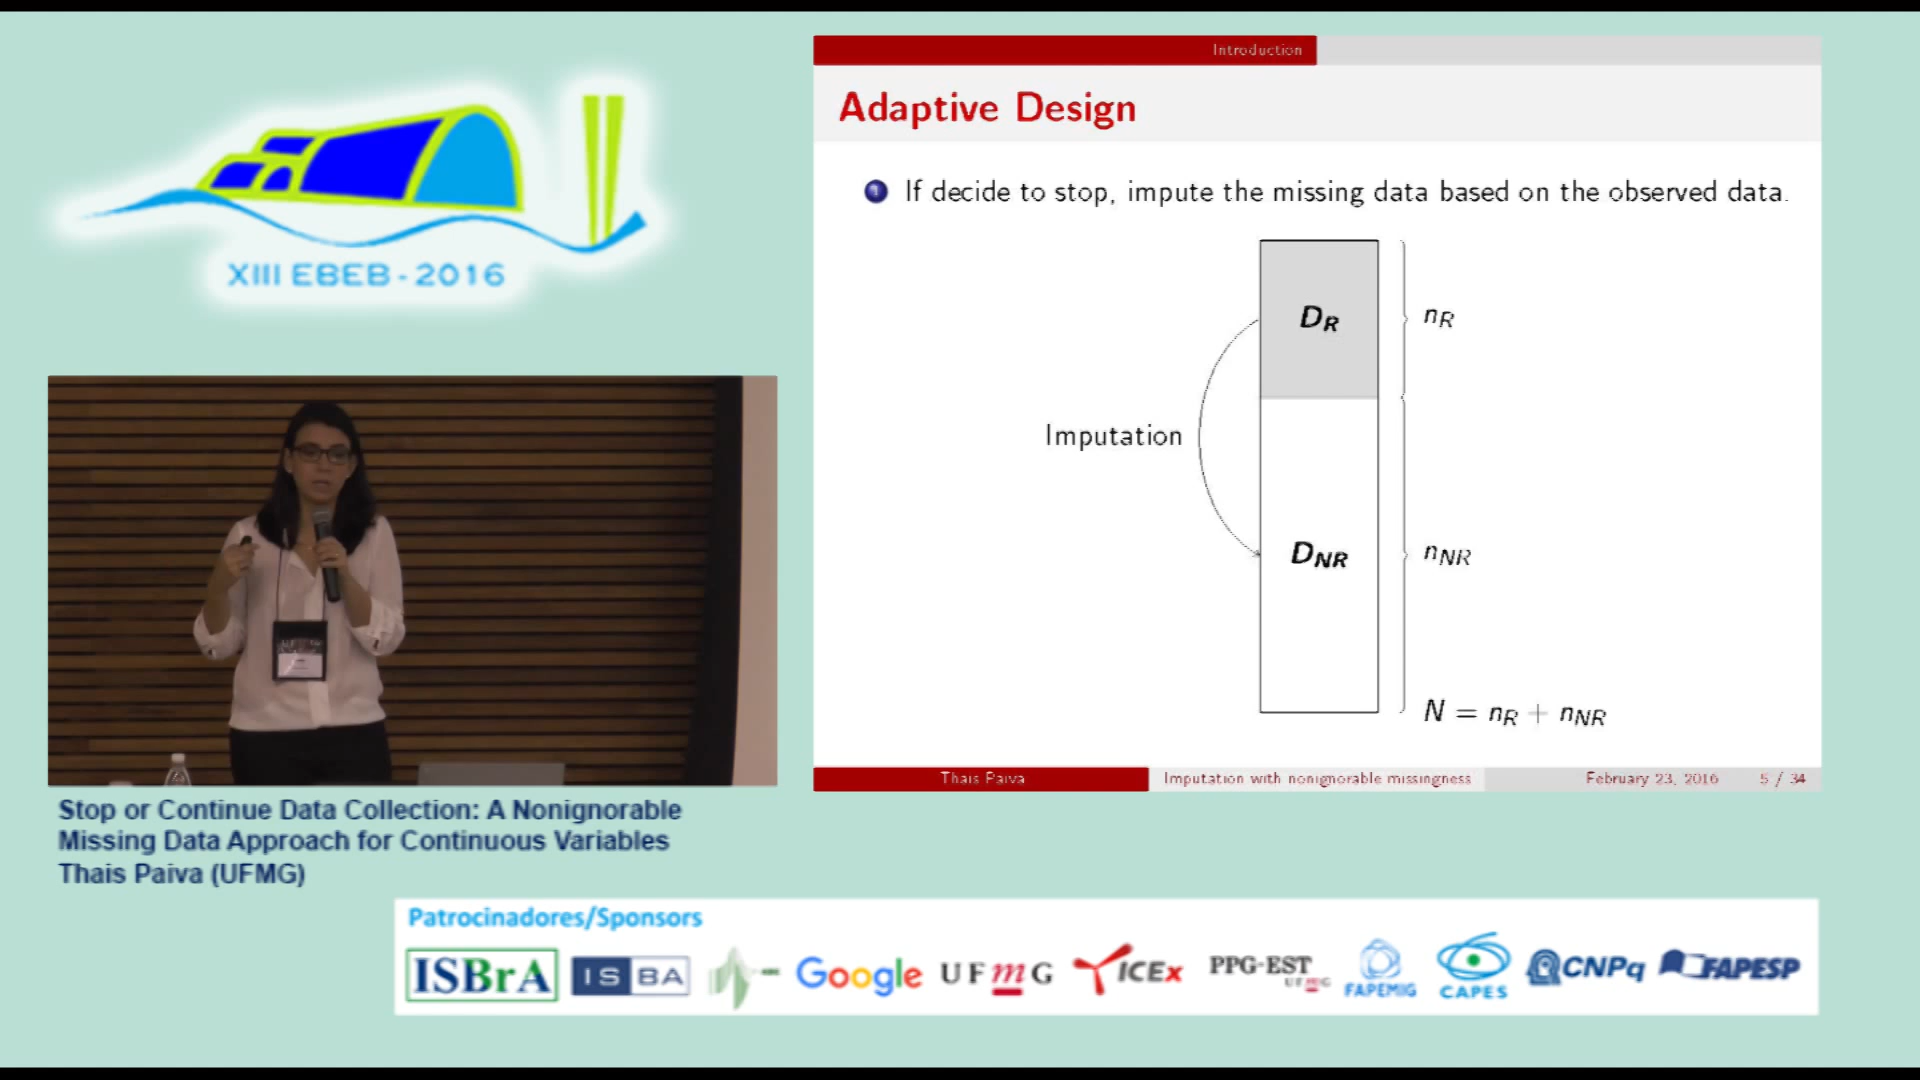 XIII EBEB - 2016
Introduction
Adaptive Design
1 If decide to stop, impute the missing data based on the observed data.
D_R
n_R
Imputation
D_NR
n_NR
N = n_R + n_NR
Thais Paiva
Imputation with nonignorable missingness
February 23, 2016
5 / 34
Stop or Continue Data Collection: A Nonignorable
Missing Data Approach for Continuous Variables
Thais Paiva (UFMG)
Patrocinadores/Sponsors
ISBrA
ISBA
Google
UFmG
ICEx
PPG-EST
UFmG
FAPEMIG
CAPES
CNPq
FAPESP